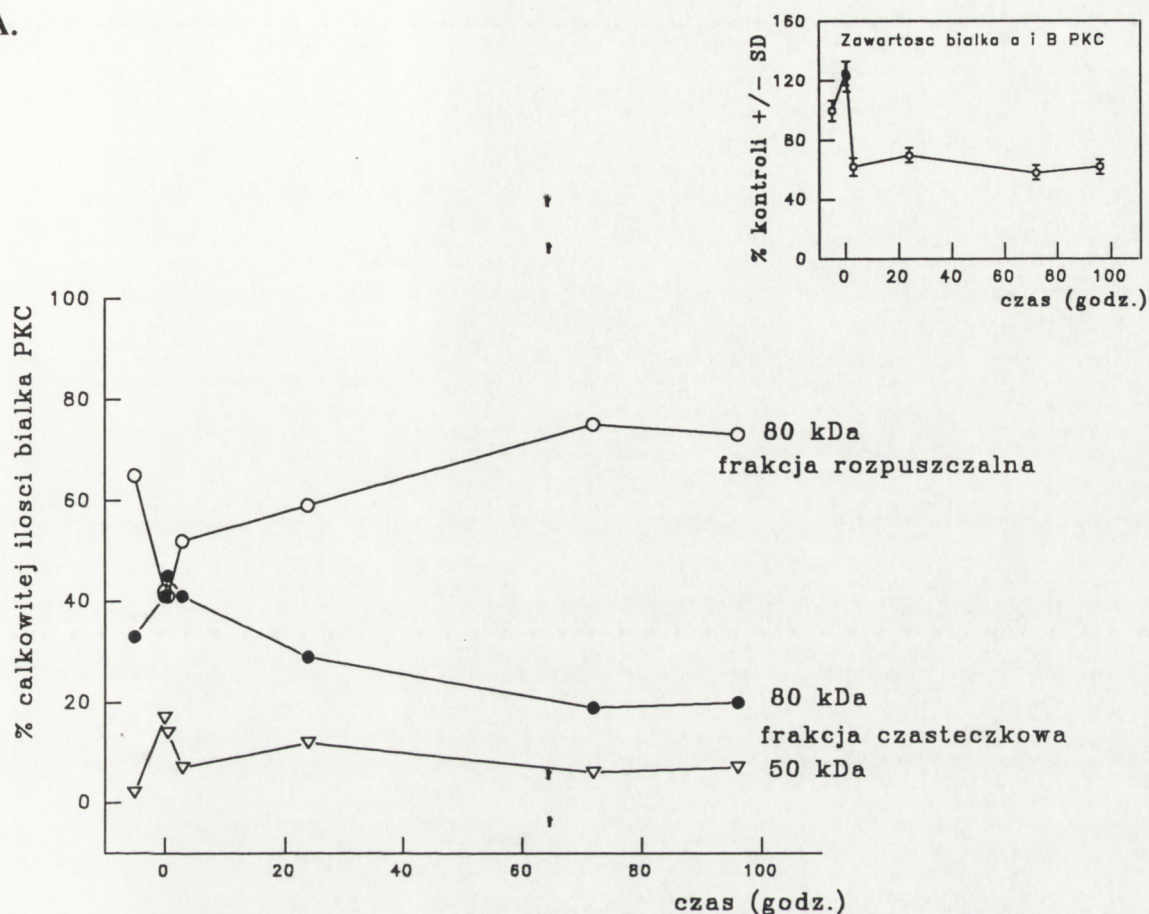 A.
160
120
80
40
0
% kontroli +/- SD
Zawartosc bialka a i B PKC
0 20 40 60 80 100
czas (godz.)
100
80
60
40
20
0
% calkowitej ilosci bialka PKC
80 kDa
frakcja rozpuszczalna
80 kDa
frakcja czasteczkowa
50 kDa
0 20 40 60 80 100
czas (godz.)